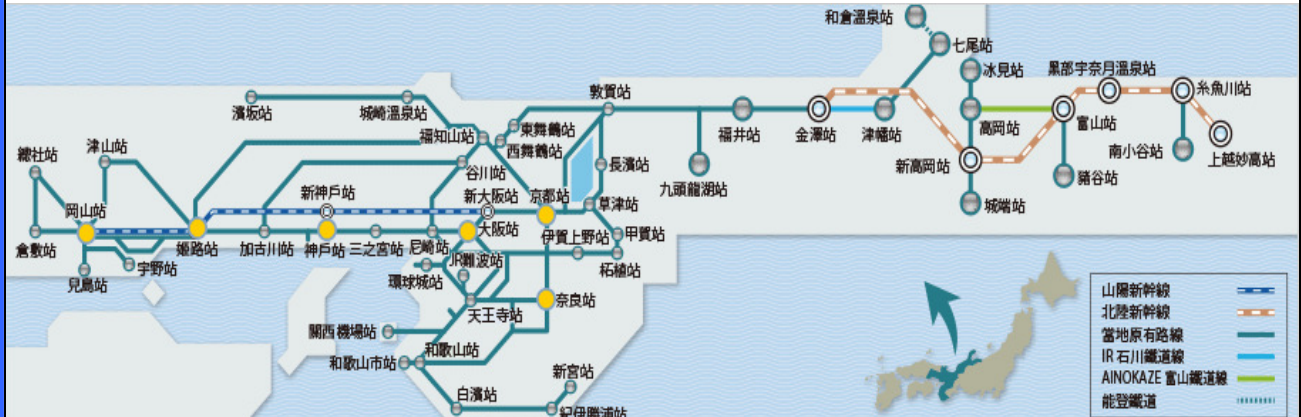 和倉溫泉站
七尾站
冰見站
黑部宇奈月溫泉站
糸魚川站
濱坂站
城崎溫泉站
敦賀站
東舞鶴站
福知山站
西舞鶴站
福井站
金澤站
津幡站
高岡站
富山站
南小谷站
上越妙高站
總社站
津山站
谷川站
長濱站
九頭龍湖站
新高岡站
豬谷站
新神戶站
新大阪站
京都站
草津站
城端站
岡山站
倉敷站
姬路站
加古川站
神戶站
三之宮站
尼崎站
大阪站
伊賀上野站
甲賀站
柘植站
兒島站
宇野站
JR難波站
環球城站
奈良站
天王寺站
關西機場站
和歌山站
和歌山市站
新宮站
白濱站
紀伊勝浦站
山陽新幹線
北陸新幹線
當地原有路線
IR 石川鐵道線
AINOKAZE 富山鐵道線
能登鐵道